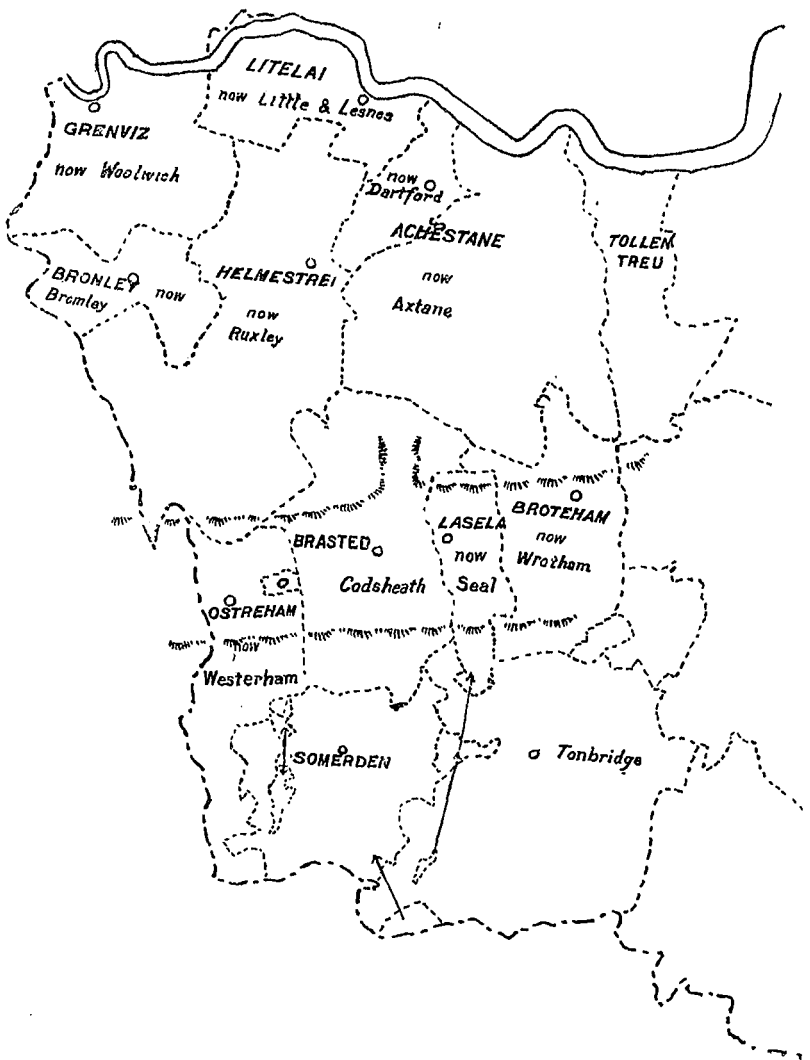 LITELAI
now Little & Lesnes
GRENVIZ
now Woolwich
now
Dartford
ACHESTANE
now
Axtane
TOLLEN
TREU
BROMLEY now
Bromley
HELMESTREI
now
Ruxley
BRASTED
Codsheath
LASELA
now
Seal
BROTEHAM
now
Wrotham
OSTREHAM
now
Westerham
SOMERDEN
Tonbridge